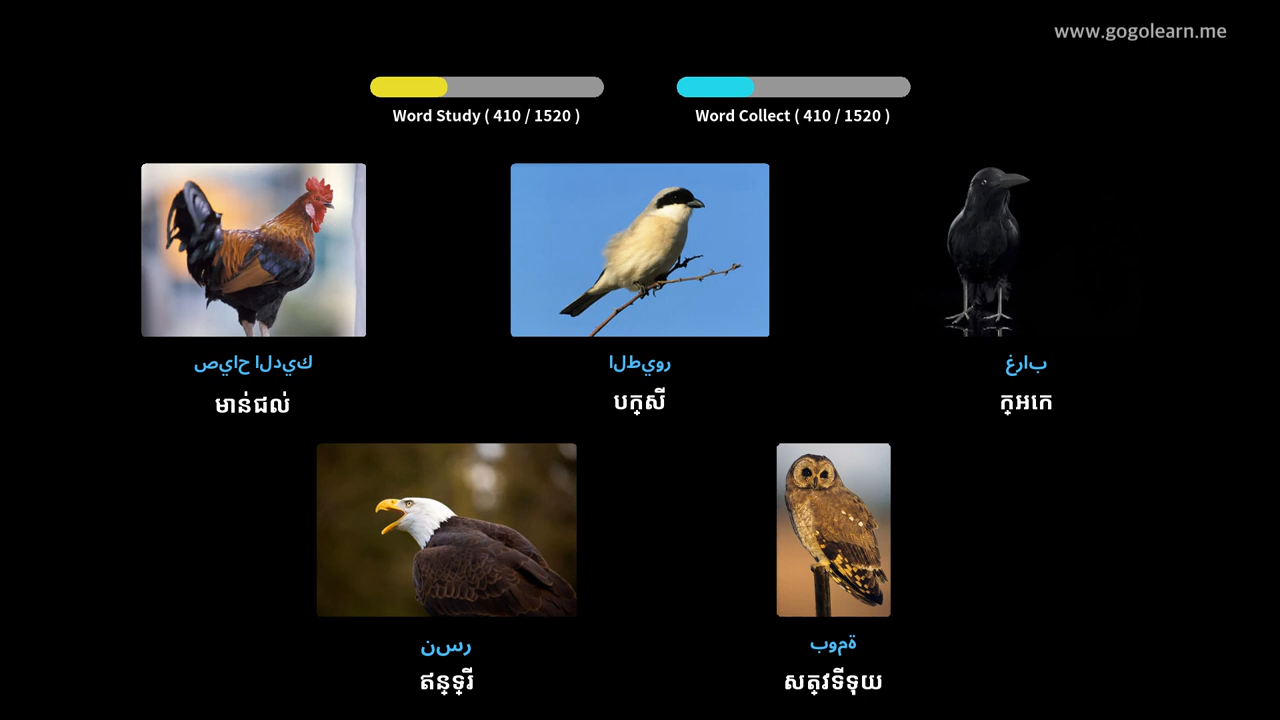 www.gogolearn.me
Word Study ( 410 / 1520 )
Word Collect ( 410 / 1520 )
صياح الديك
មាន់ជល់
الطيور
បក្សី
غراب
ក្អែក
نسر
ឥន្ទ្រី
بومة
សត្វទីទុយ